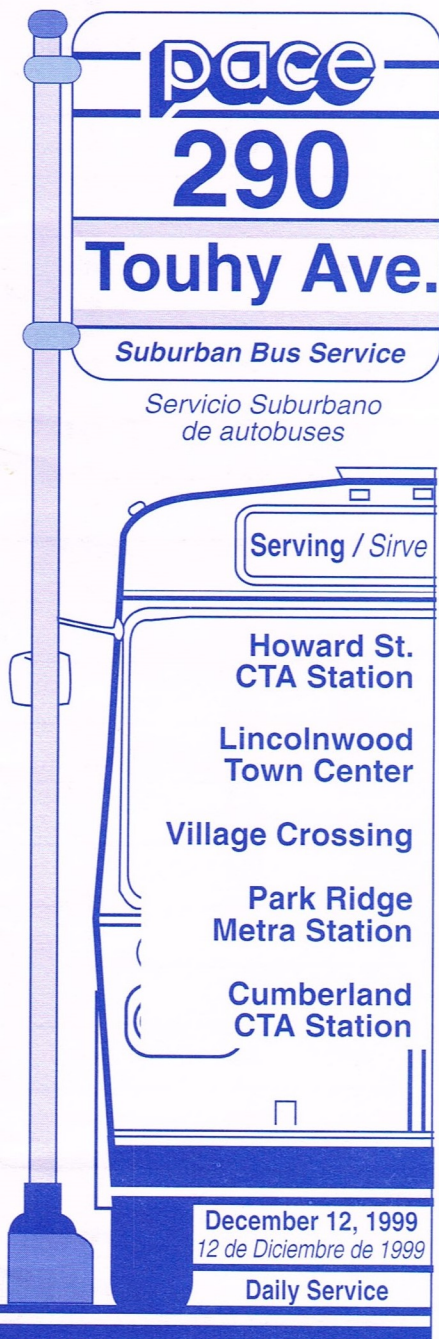 pace
290
Touhy Ave.
Suburban Bus Service
Servicio Suburbano
de autobuses
Serving / Sirve
Howard St.
CTA Station
Lincolnwood
Town Center
Village Crossing
Park Ridge
Metra Station
Cumberland
CTA Station
December 12, 1999
12 de Diciembre de 1999
Daily Service